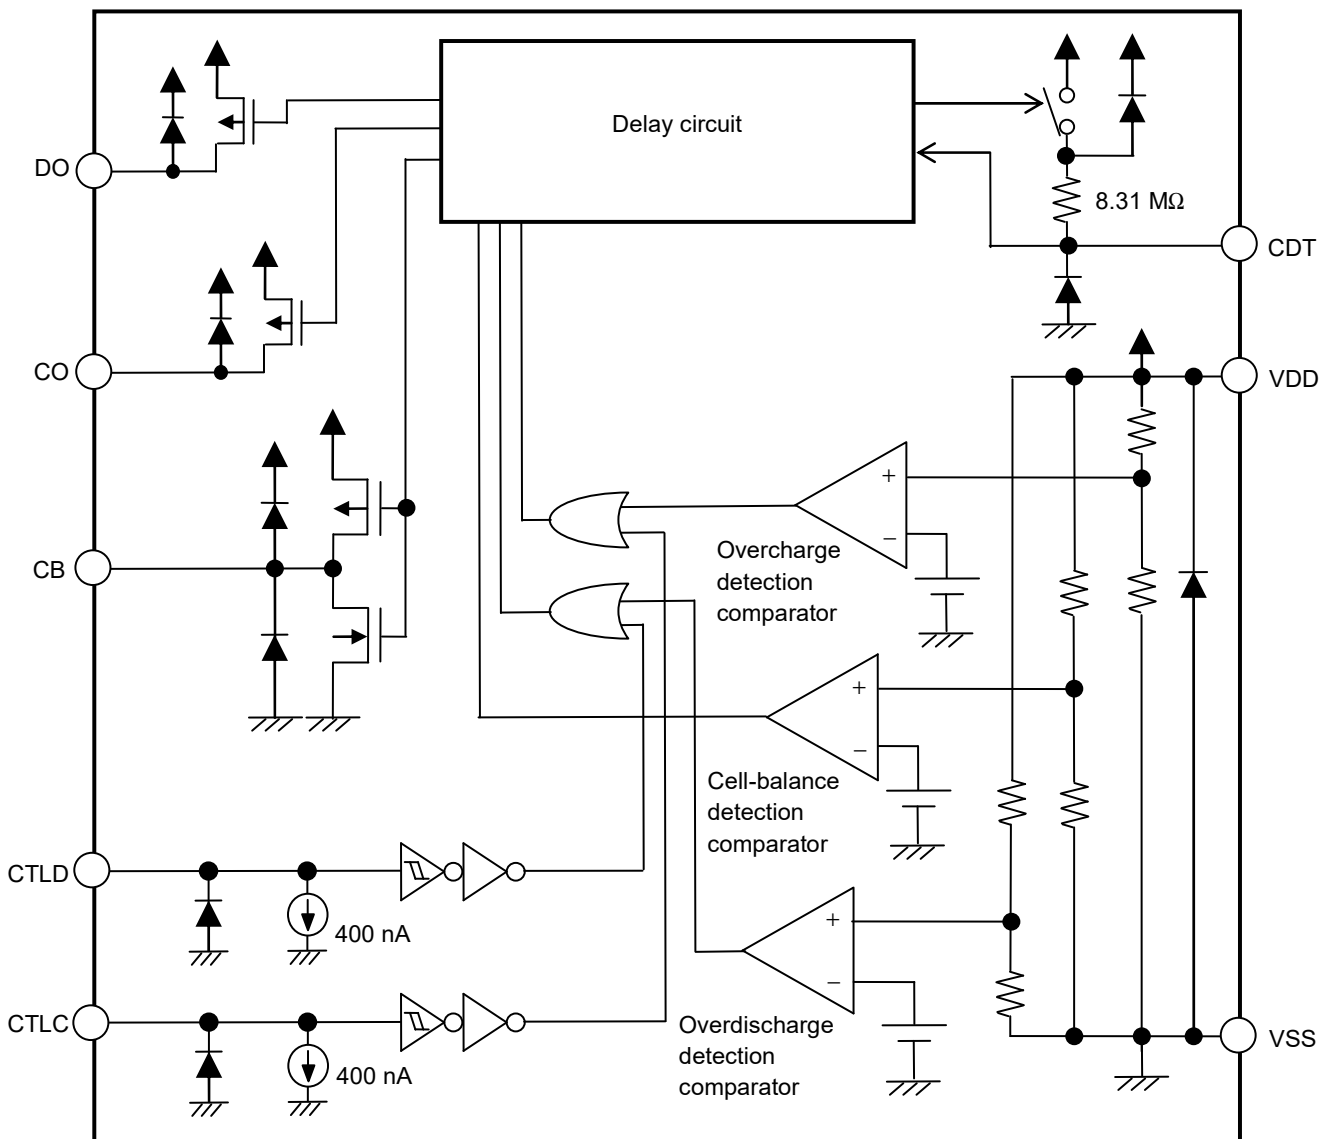 Delay circuit
DO
8.31 MΩ
CDT
CO
VDD
+
−
Overcharge
detection
comparator
CB
+
−
Cell-balance
detection
comparator
CTLD
400 nA
+
−
Overdischarge
detection
comparator
CTLC
400 nA
VSS